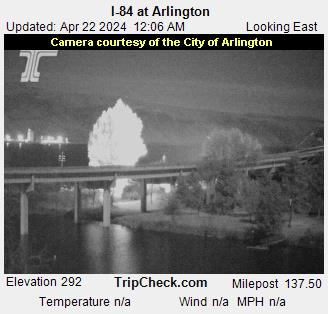 I-84 at Arlington
Updated: Apr 22 2024 12:06 AM Looking East
Camera courtesy of the City of Arlington
Elevation 292 TripCheck.com Milepost 137.50
Temperature n/a Wind n/a MPH n/a